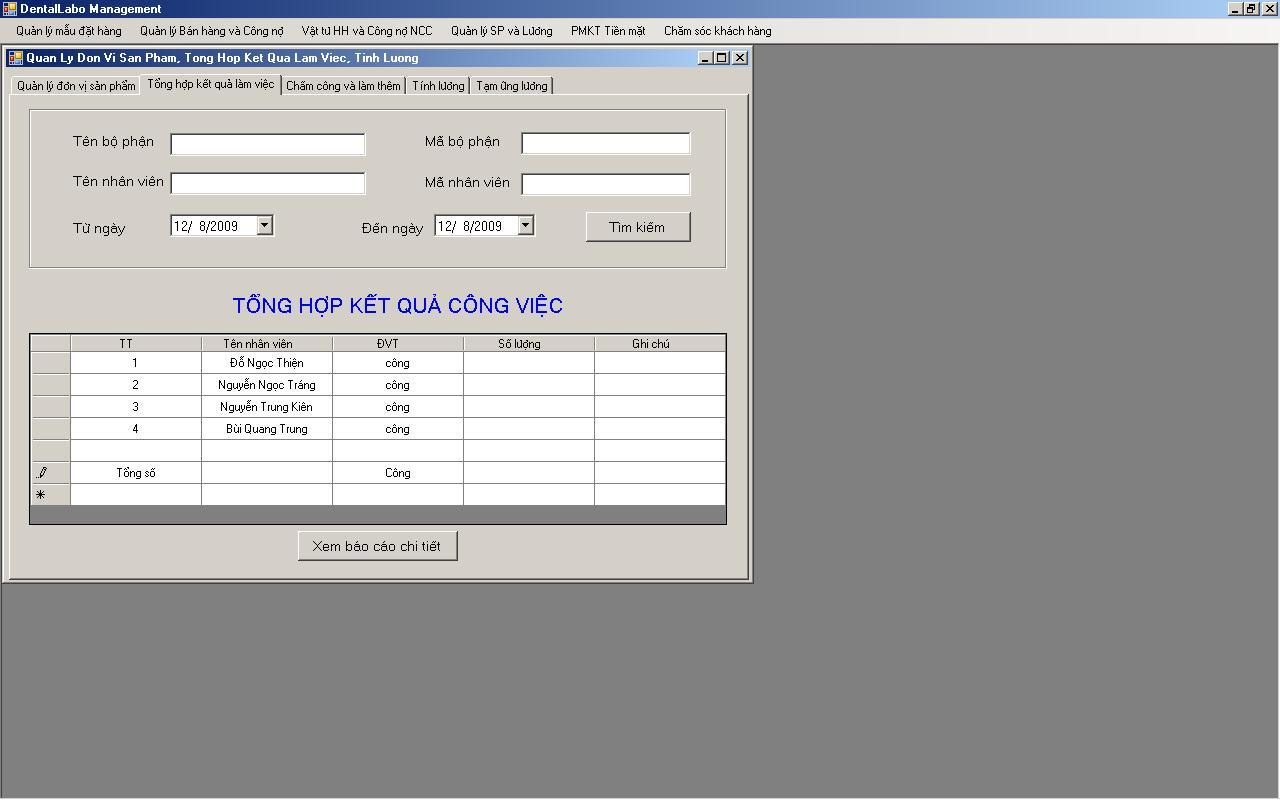 DentalLabo Management
Quản lý mẫu đặt hàng Quản lý Bán hàng và Công nợ Vật tư HH và Công nợ NCC Quản lý SP và Lương PMKT Tiền mặt Chăm sóc khách hàng
Quan Ly Don Vi San Pham, Tong Hop Ket Qua Lam Viec, Tinh Luong
Quản lý đơn vị sản phẩm Tổng hợp kết quả làm việc Chấm công và làm thêm Tính lương Tạm ứng lương
Tên bộ phận Mã bộ phận
Tên nhân viên Mã nhân viên
Từ ngày 12/ 8/2009 Đến ngày 12/ 8/2009 Tìm kiếm
TỔNG HỢP KẾT QUẢ CÔNG VIỆC
TT Tên nhân viên ĐVT Số lượng Ghi chú
1 Đỗ Ngọc Thiện công
2 Nguyễn Ngọc Tráng công
3 Nguyễn Trung Kiên công
4 Bùi Quang Trung công
Tổng số Công
Xem báo cáo chi tiết